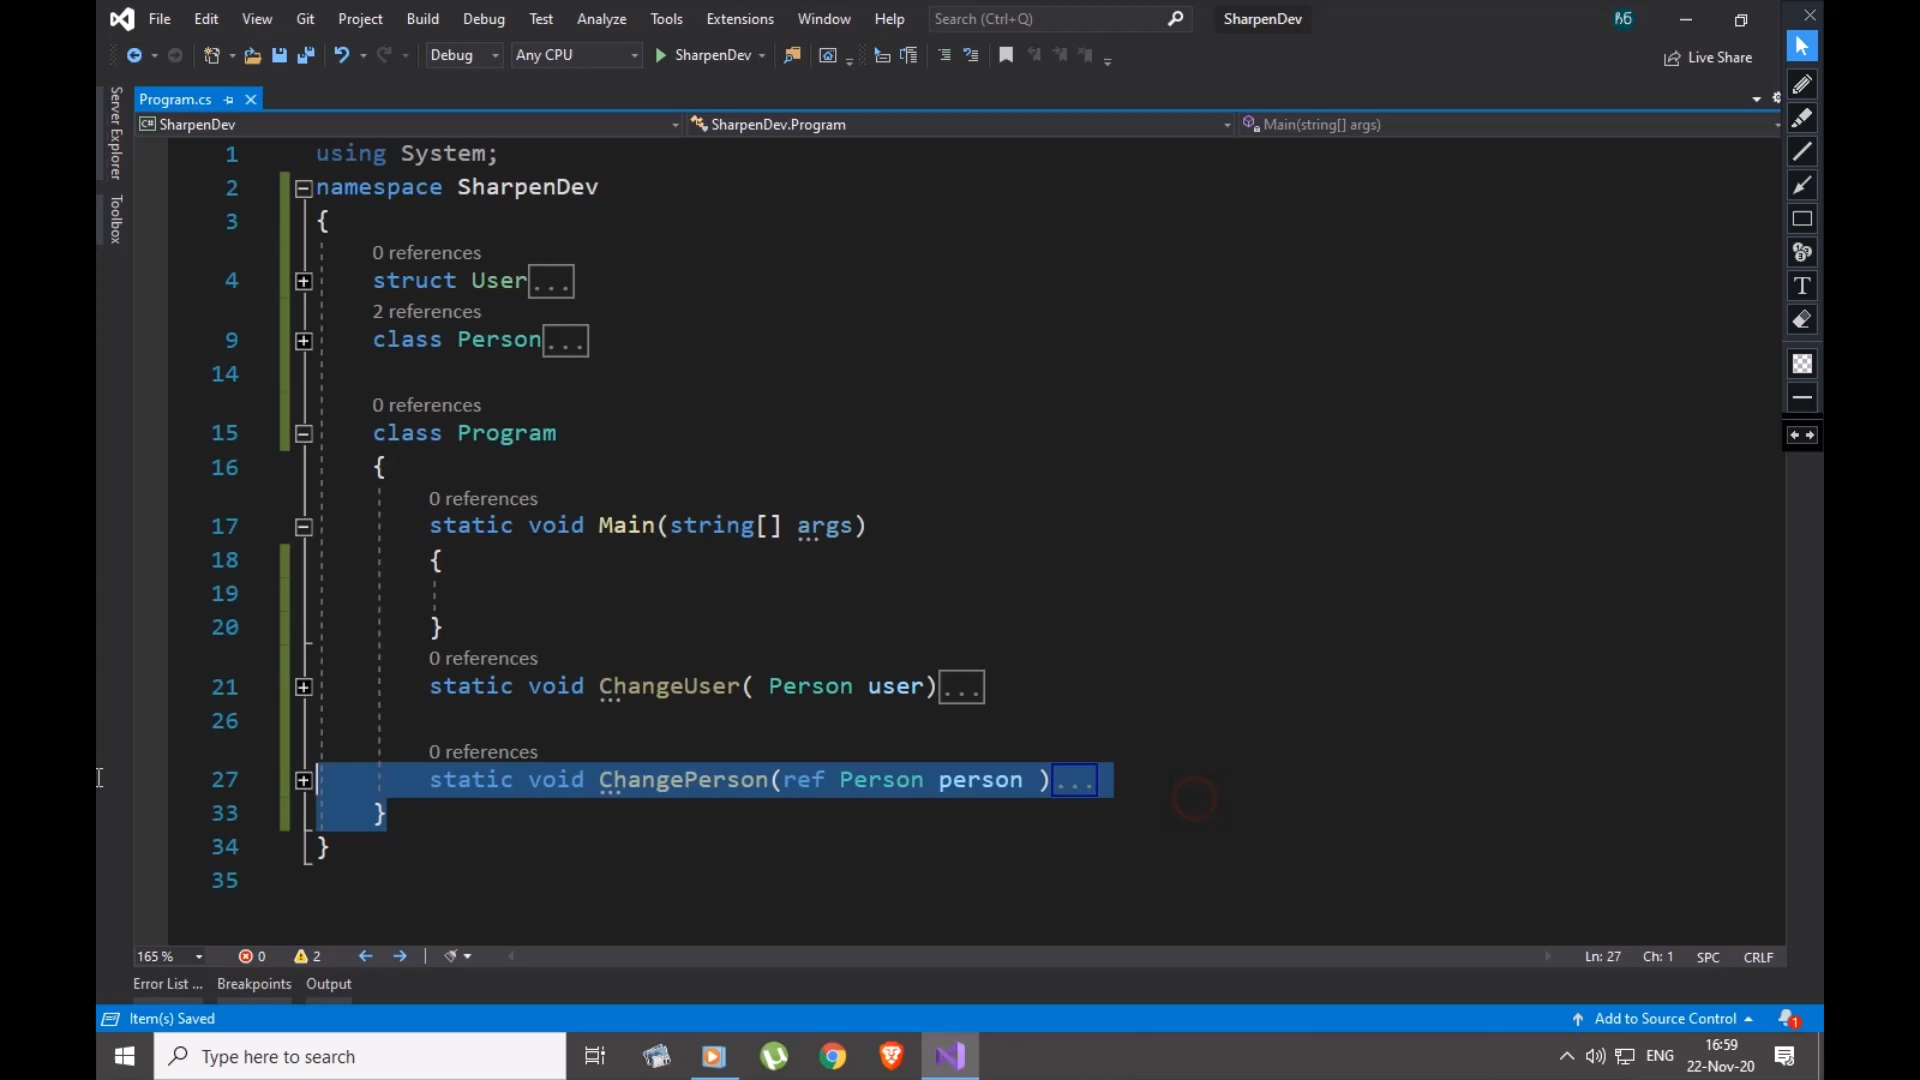 File Edit View Git Project Build Debug Test Analyze Tools Extensions Window Help Search (Ctrl+Q) SharpenDev
Debug Any CPU SharpenDev Live Share
Server Explorer
Toolbox
Program.cs
C# SharpenDev SharpenDev.Program Main(string[] args)
1 using System;
2 namespace SharpenDev
3 {
0 references
4 struct User...
2 references
9 class Person...
14
0 references
15 class Program
16 {
0 references
17 static void Main(string[] args)
18 {
19
20 }
0 references
21 static void ChangeUser( Person user)...
26
0 references
27 static void ChangePerson(ref Person person )...
33 }
34 }
35
165 % 0 2 Ln: 27 Ch: 1 SPC CRLF
Error List ... Breakpoints Output
Item(s) Saved Add to Source Control 1
Type here to search ENG 16:59
22-Nov-20